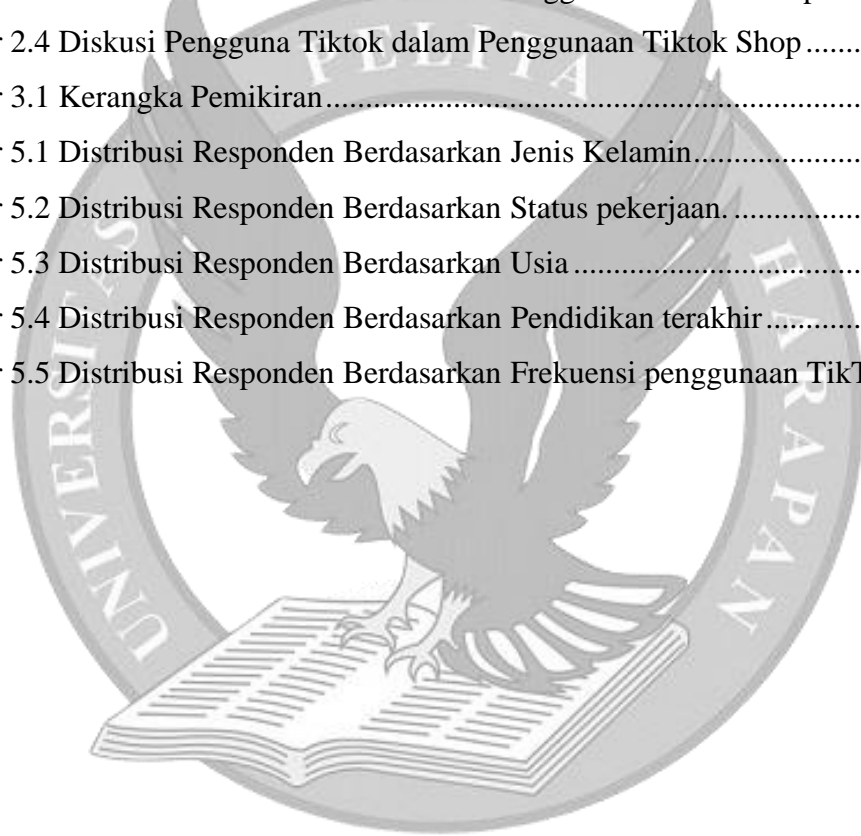 2.4 Diskusi Pengguna Tiktok dalam Penggunaan Tiktok Shop.......
3.1 Kerangka Pemikiran...............................................................................
5.1 Distribusi Responden Berdasarkan Jenis Kelamin.........................
5.2 Distribusi Responden Berdasarkan Status pekerjaan. ...................
5.3 Distribusi Responden Berdasarkan Usia ..........................................
5.4 Distribusi Responden Berdasarkan Pendidikan terakhir..............
5.5 Distribusi Responden Berdasarkan Frekuensi penggunaan
UNIVERSITAS PELITA HARAPAN